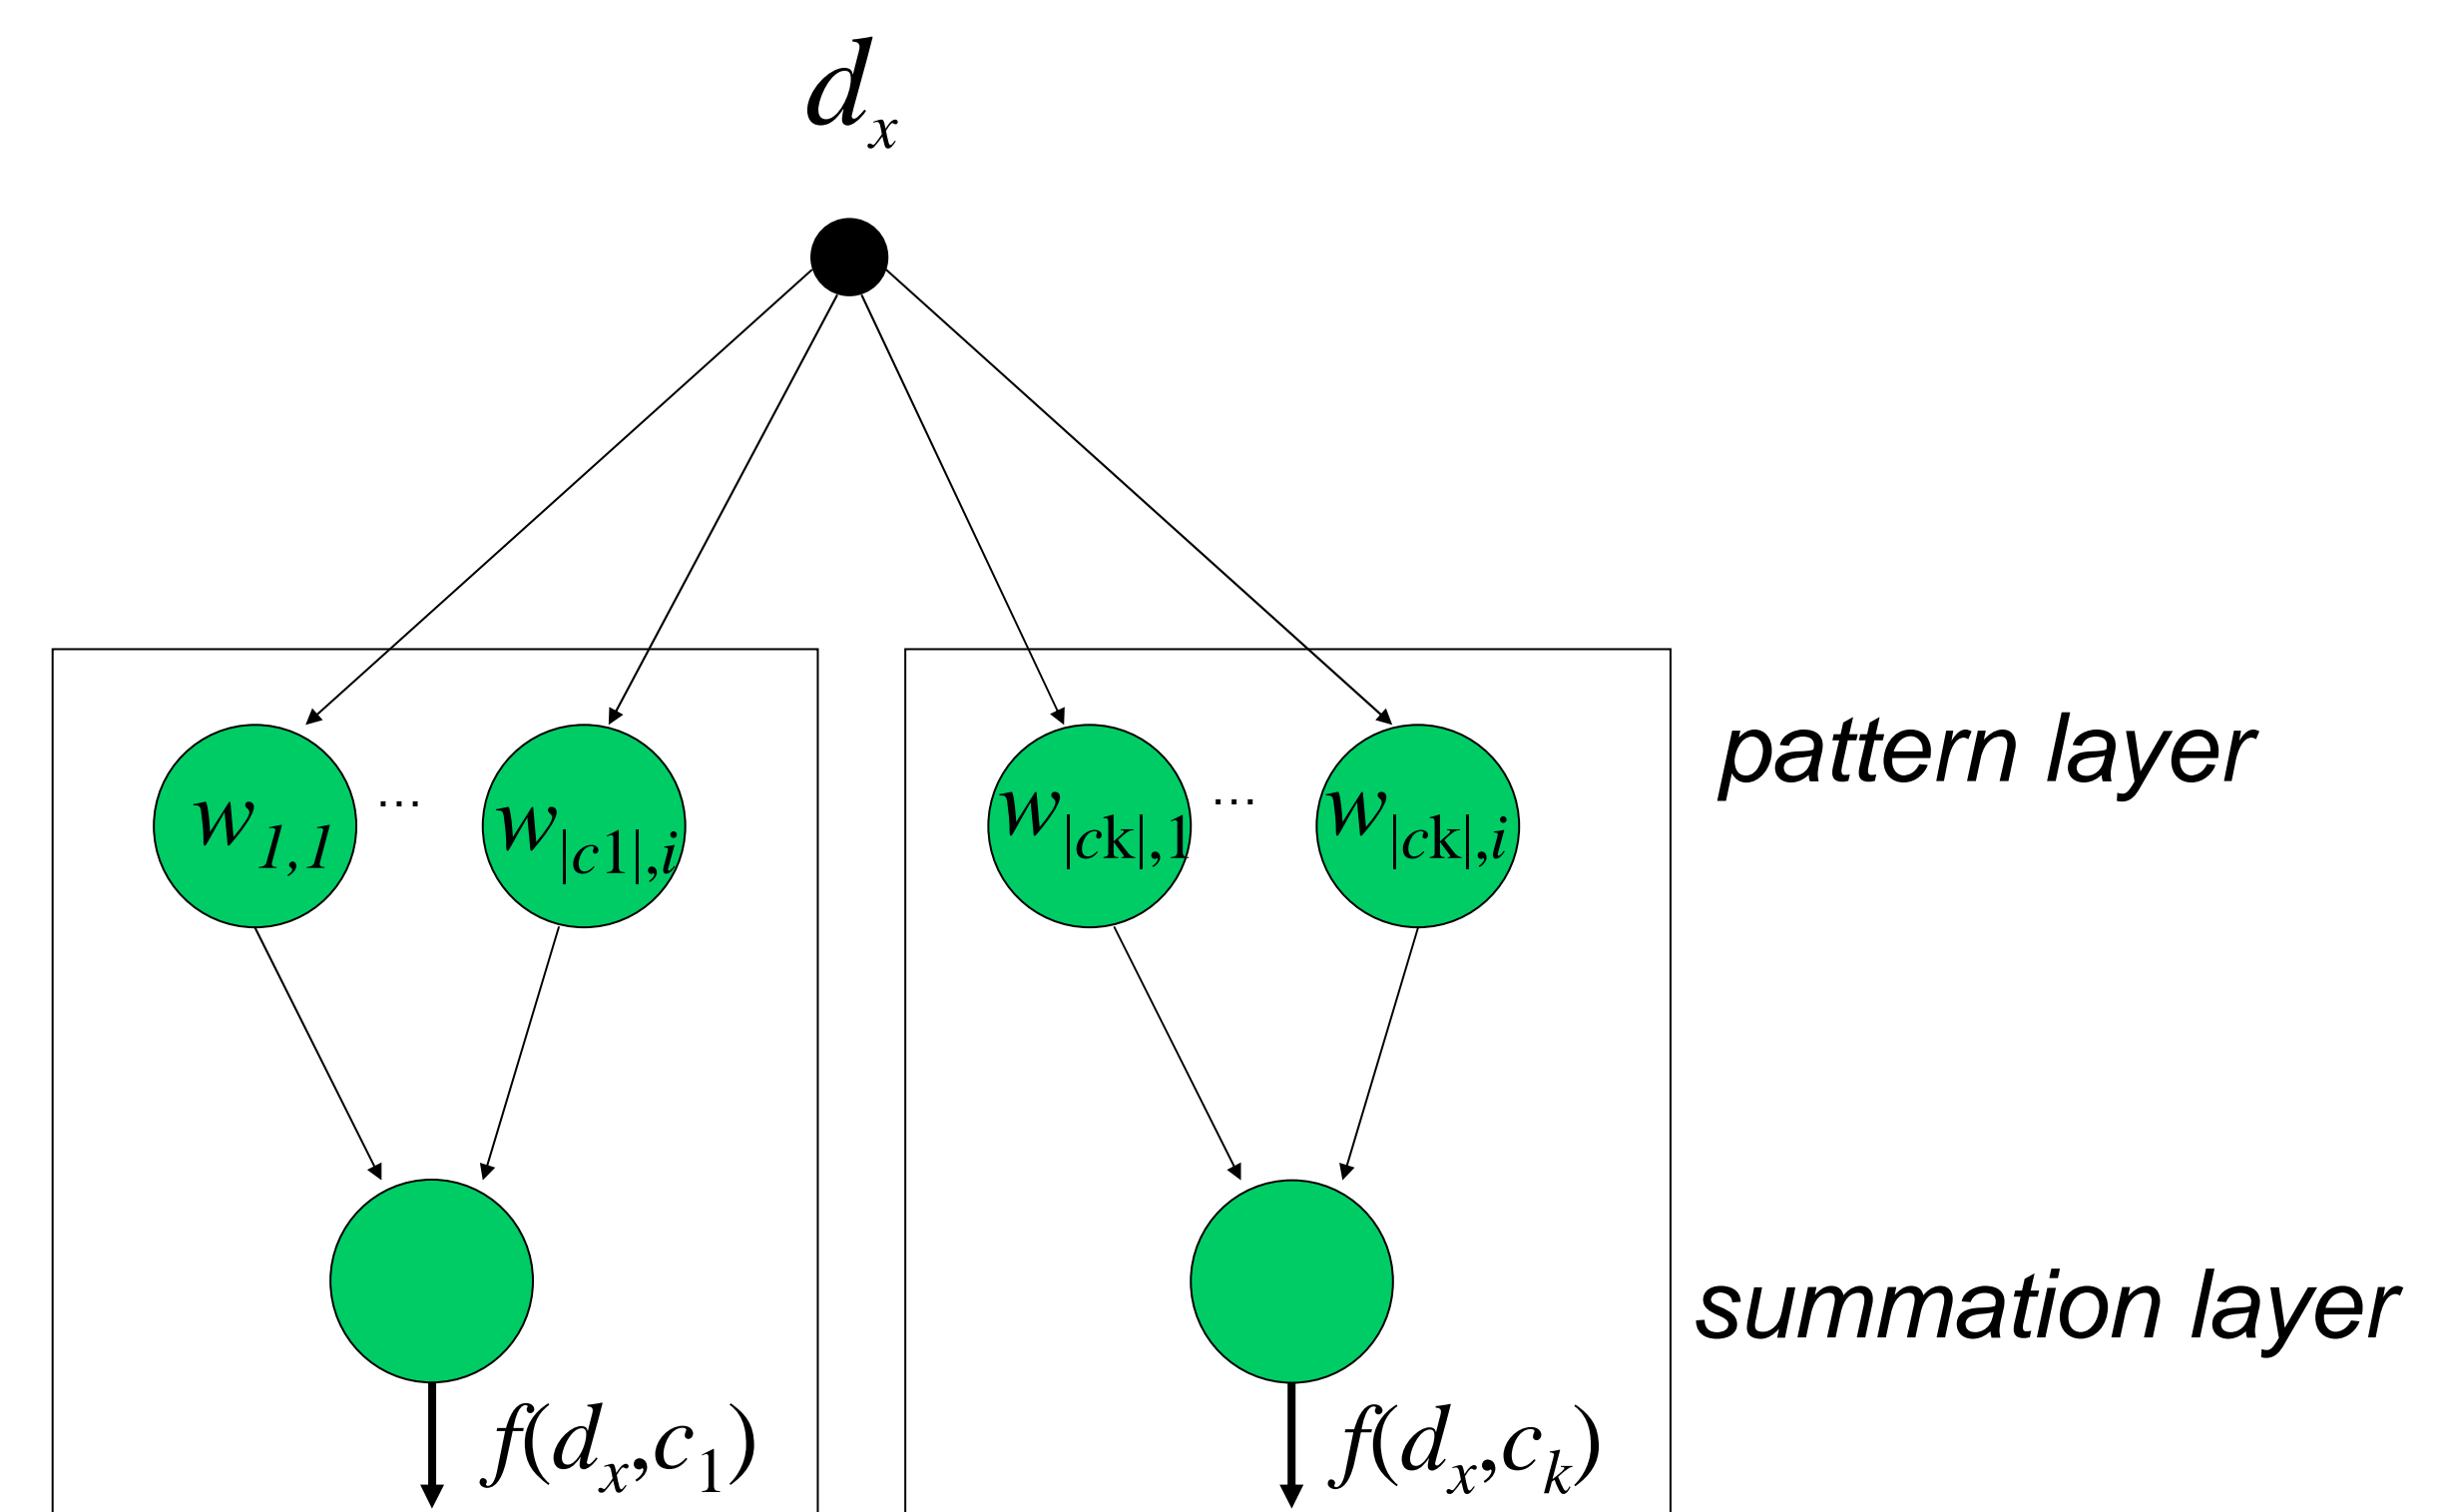 dx
w1,1 ... w|c1|,i w|ck|,1 ... w|ck|,i pattern layer
summation layer
f(dx,c1) f(dx,ck)